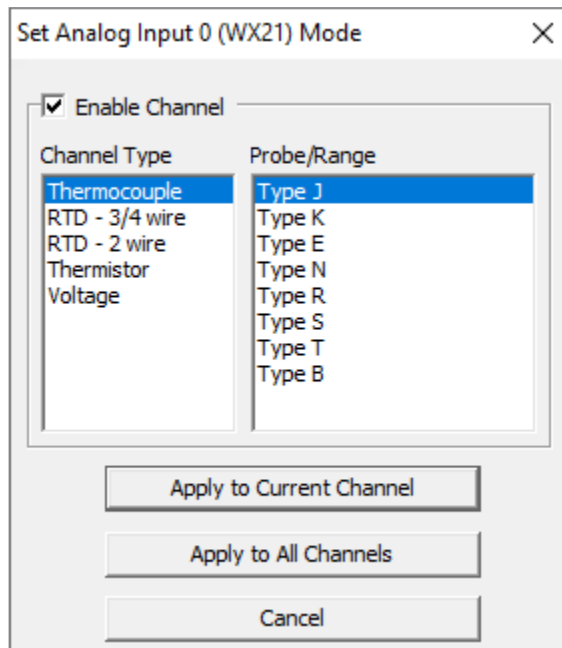 Set Analog Input 0 (WX21) Mode
Enable Channel
Channel Type
Thermocouple
RTD - 3/4 wire
RTD - 2 wire
Thermistor
Voltage
Probe/Range
Type J
Type K
Type E
Type N
Type R
Type S
Type T
Type B
Apply to Current Channel
Apply to All Channels
Cancel